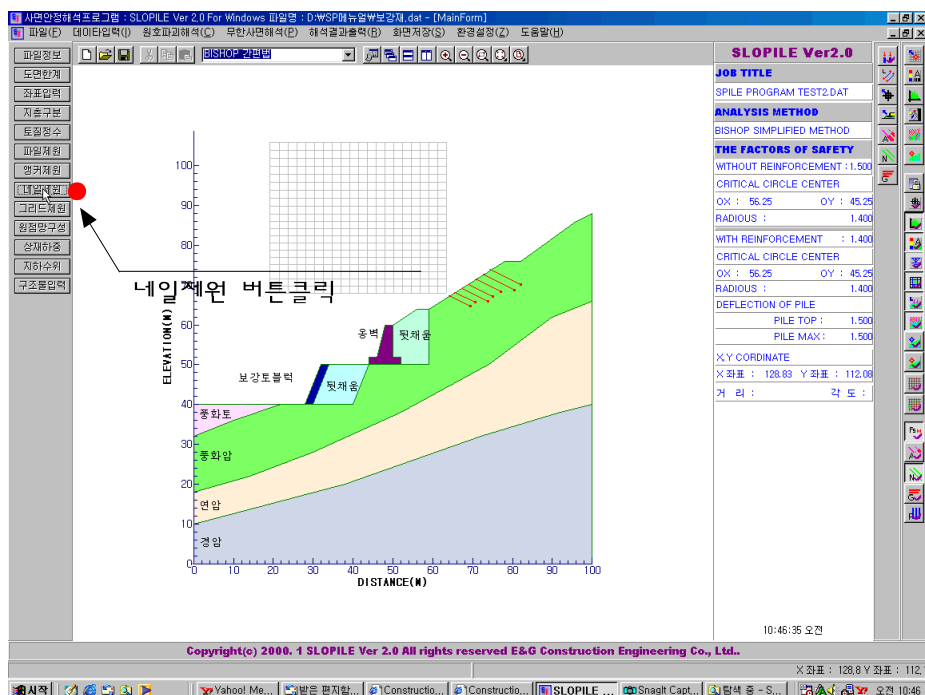 사면안정해석프로그램 : SLOPILE Ver 2,0 For Windows 파일명 : D:₩SP메뉴얼₩보강재.dat - [MainForm]
파일(F) 데이타입력(I) 원호파괴해석(C) 무한사면해석(P) 해석결과출력(R) 화면저장(S) 환경설정(Z) 도움말(H)
파일정보
도면한계
좌표입력
지층구분
토질정수
파일제원
앵커제원
네일제원
그리드제원
원점망구성
상재하중
지하수위
구조물입력
BISHOP 간편법
네일제원 버튼클릭
ELEVATION(M)
100
90
80
60
50
40
30
20
10
0
옹벽
뒷채움
보강토블럭
뒷채움
풍화토
풍화암
연암
경암
0 10 20 30 40 50 60 70 80 90 100
DISTANCE(M)
SLOPILE Ver2.0
JOB TITLE
SPILE PROGRAM TEST2.DAT
ANALYSIS METHOD
BISHOP SIMPLIFIED METHOD
THE FACTORS OF SAFETY
WITHOUT REINFORCEMENT : 1.500
CRITICAL CIRCLE CENTER
OX : 56.25 OY : 45.25
RADIOUS : 1.400
WITH REINFORCEMENT : 1.400
CRITICAL CIRCLE CENTER
OX : 56.25 OY : 45.25
RADIOUS : 1.400
DEFLECTION OF PILE
PILE TOP : 1.500
PILE MAX: 1.500
X,Y CORDINATE
X 좌표 : 128.83 Y 좌표 : 112.08
거 리 : 각 도 :
10:46:35 오전
Copyright(c) 2000. 1 SLOPILE Ver 2.0 All rights reserved E&G Construction Engineering Co., Ltd..
X 좌표 : 128,8 Y 좌표 : 112,
시작 Yahoo! Me... 받은 편지함... Constructio... Constructio... SLOPILE ... SnagIt Capt... 탐색 중 - S... 오전 10:46